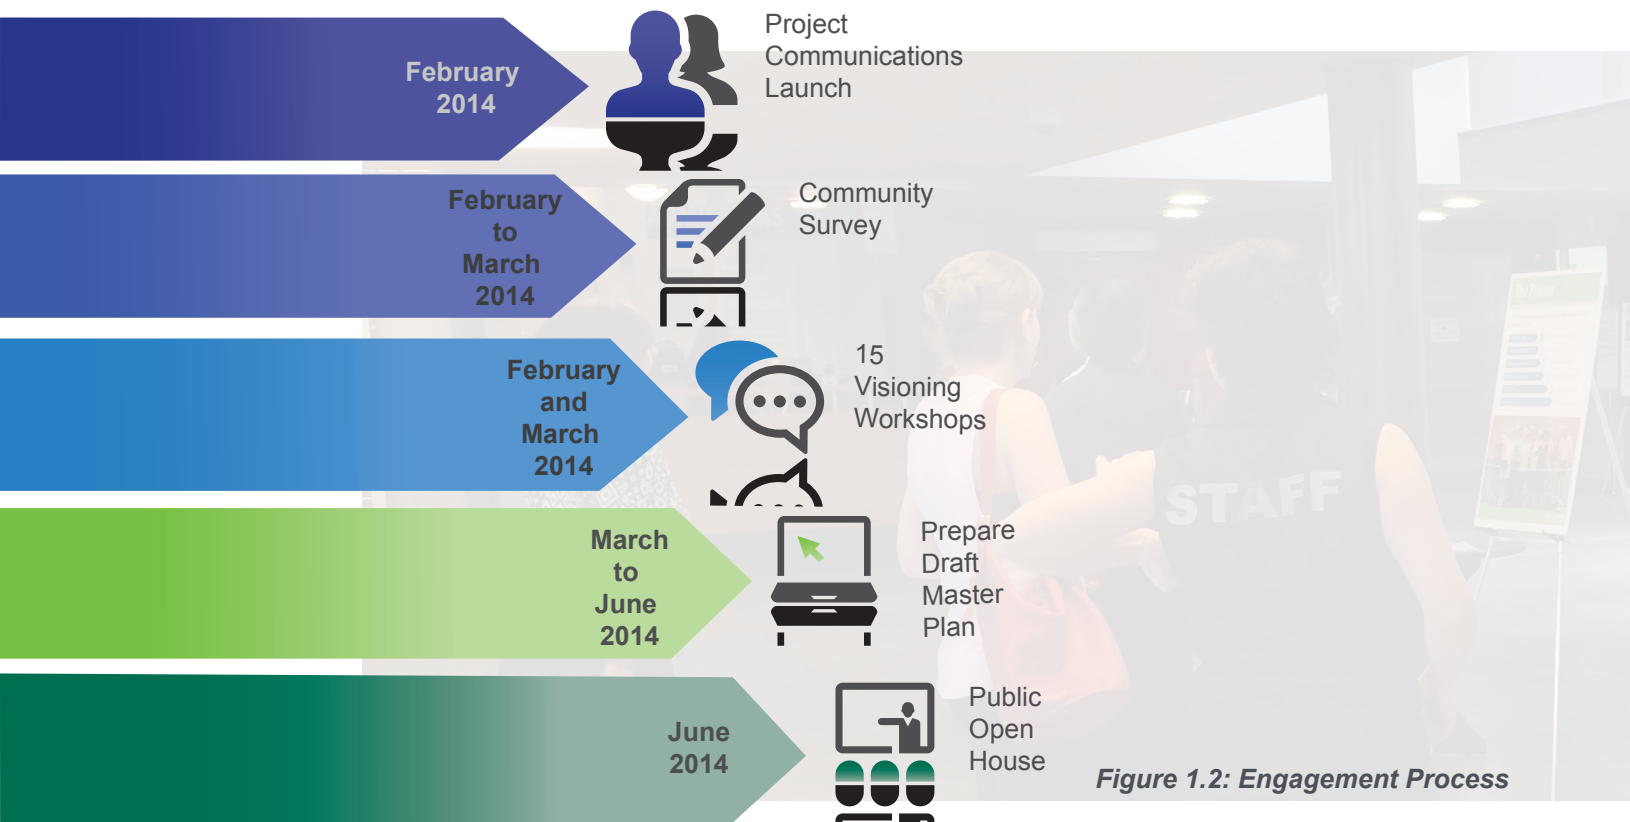 February
2014
Project
Communications
Launch
February
to
March
2014
Community
Survey
February
and
March
2014
15
Visioning
Workshops
March
to
June
2014
Prepare
Draft
Master
Plan
June
2014
Public
Open
House
STAFF
Figure 1.2: Engagement Process